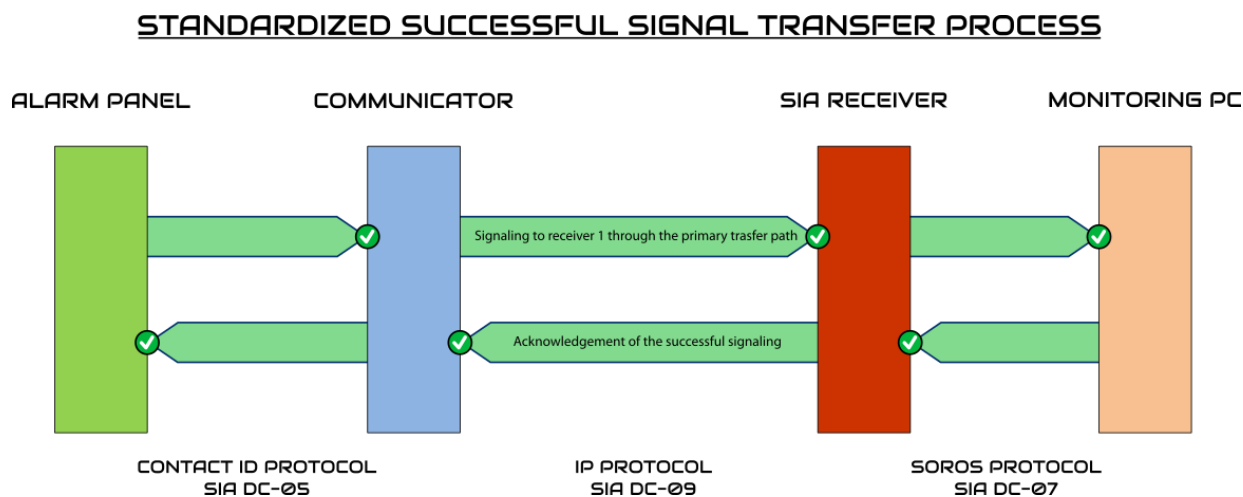 STANDARDIZED SUCCESSFUL SIGNAL TRANSFER PROCESS
ALARM PANEL
COMMUNICATOR
SIA RECEIVER
MONITORING PC
Signaling to receiver 1 through the primary trasfer path
Acknowledgement of the successful signaling
CONTACT ID PROTOCOL
SIA DC-05
IP PROTOCOL
SIA DC-09
SOROS PROTOCOL
SIA DC-07